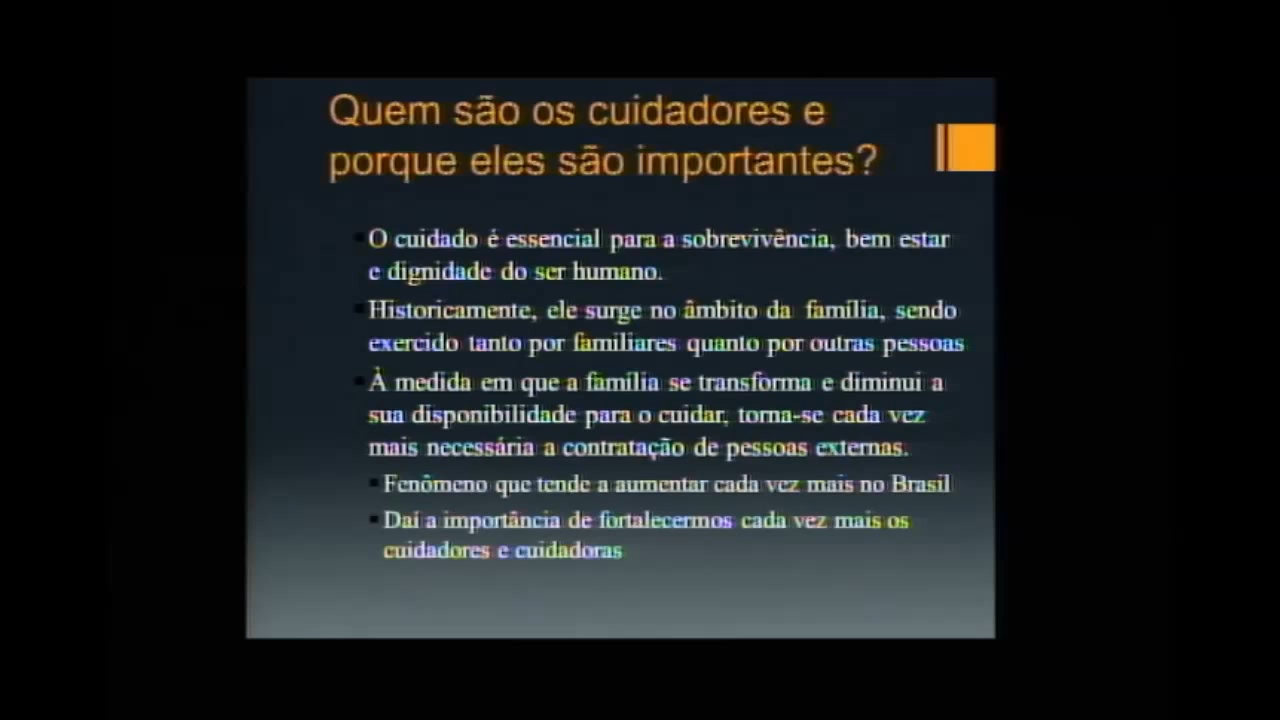 Quem são os cuidadores e
porque eles são importantes?
O cuidado é essencial para a sobrevivência, bem estar
e dignidade do ser humano.
Historicamente, ele surge no âmbito da família, sendo
exercido tanto por familiares quanto por outras pessoas
À medida em que a família se transforma e diminui a
sua disponibilidade para o cuidar, torna-se cada vez
mais necessária a contratação de pessoas externas.
Fenômeno que tende a aumentar cada vez mais no Brasil
Daí a importância de fortalecermos cada vez mais os
cuidadores e cuidadoras